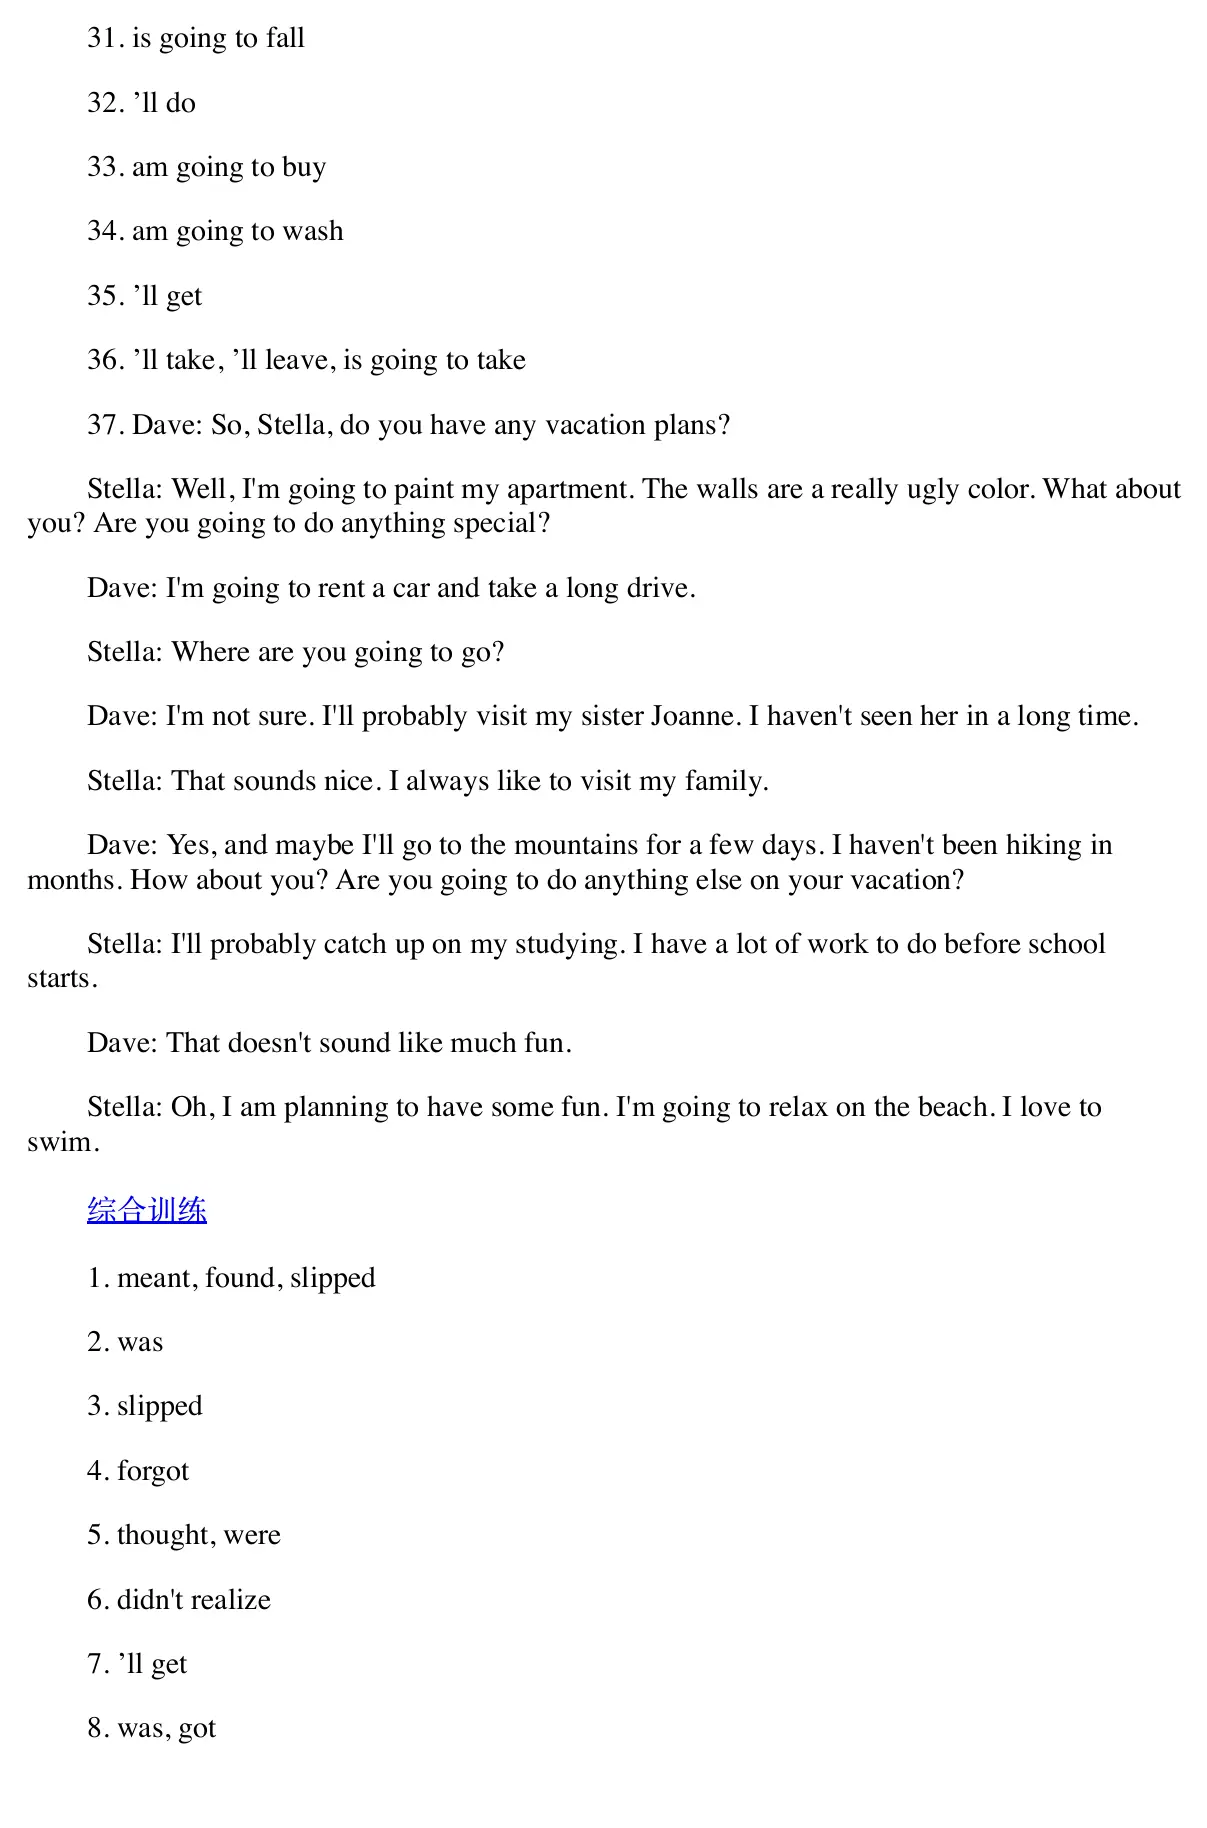 31. is going to fall
32. ’ll do
33. am going to buy
34. am going to wash
35. ’ll get
36. ’ll take, ’ll leave, is going to take
37. Dave: So, Stella, do you have any vacation plans?
Stella: Well, I'm going to paint my apartment. The walls are a really ugly color. What about
you? Are you going to do anything special?
Dave: I'm going to rent a car and take a long drive.
Stella: Where are you going to go?
Dave: I'm not sure. I'll probably visit my sister Joanne. I haven't seen her in a long time.
Stella: That sounds nice. I always like to visit my family.
Dave: Yes, and maybe I'll go to the mountains for a few days. I haven't been hiking in
months. How about you? Are you going to do anything else on your vacation?
Stella: I'll probably catch up on my studying. I have a lot of work to do before school
starts.
Dave: That doesn't sound like much fun.
Stella: Oh, I am planning to have some fun. I'm going to relax on the beach. I love to
swim.
综合训练
1. meant, found, slipped
2. was
3. slipped
4. forgot
5. thought, were
6. didn't realize
7. ’ll get
8. was, got